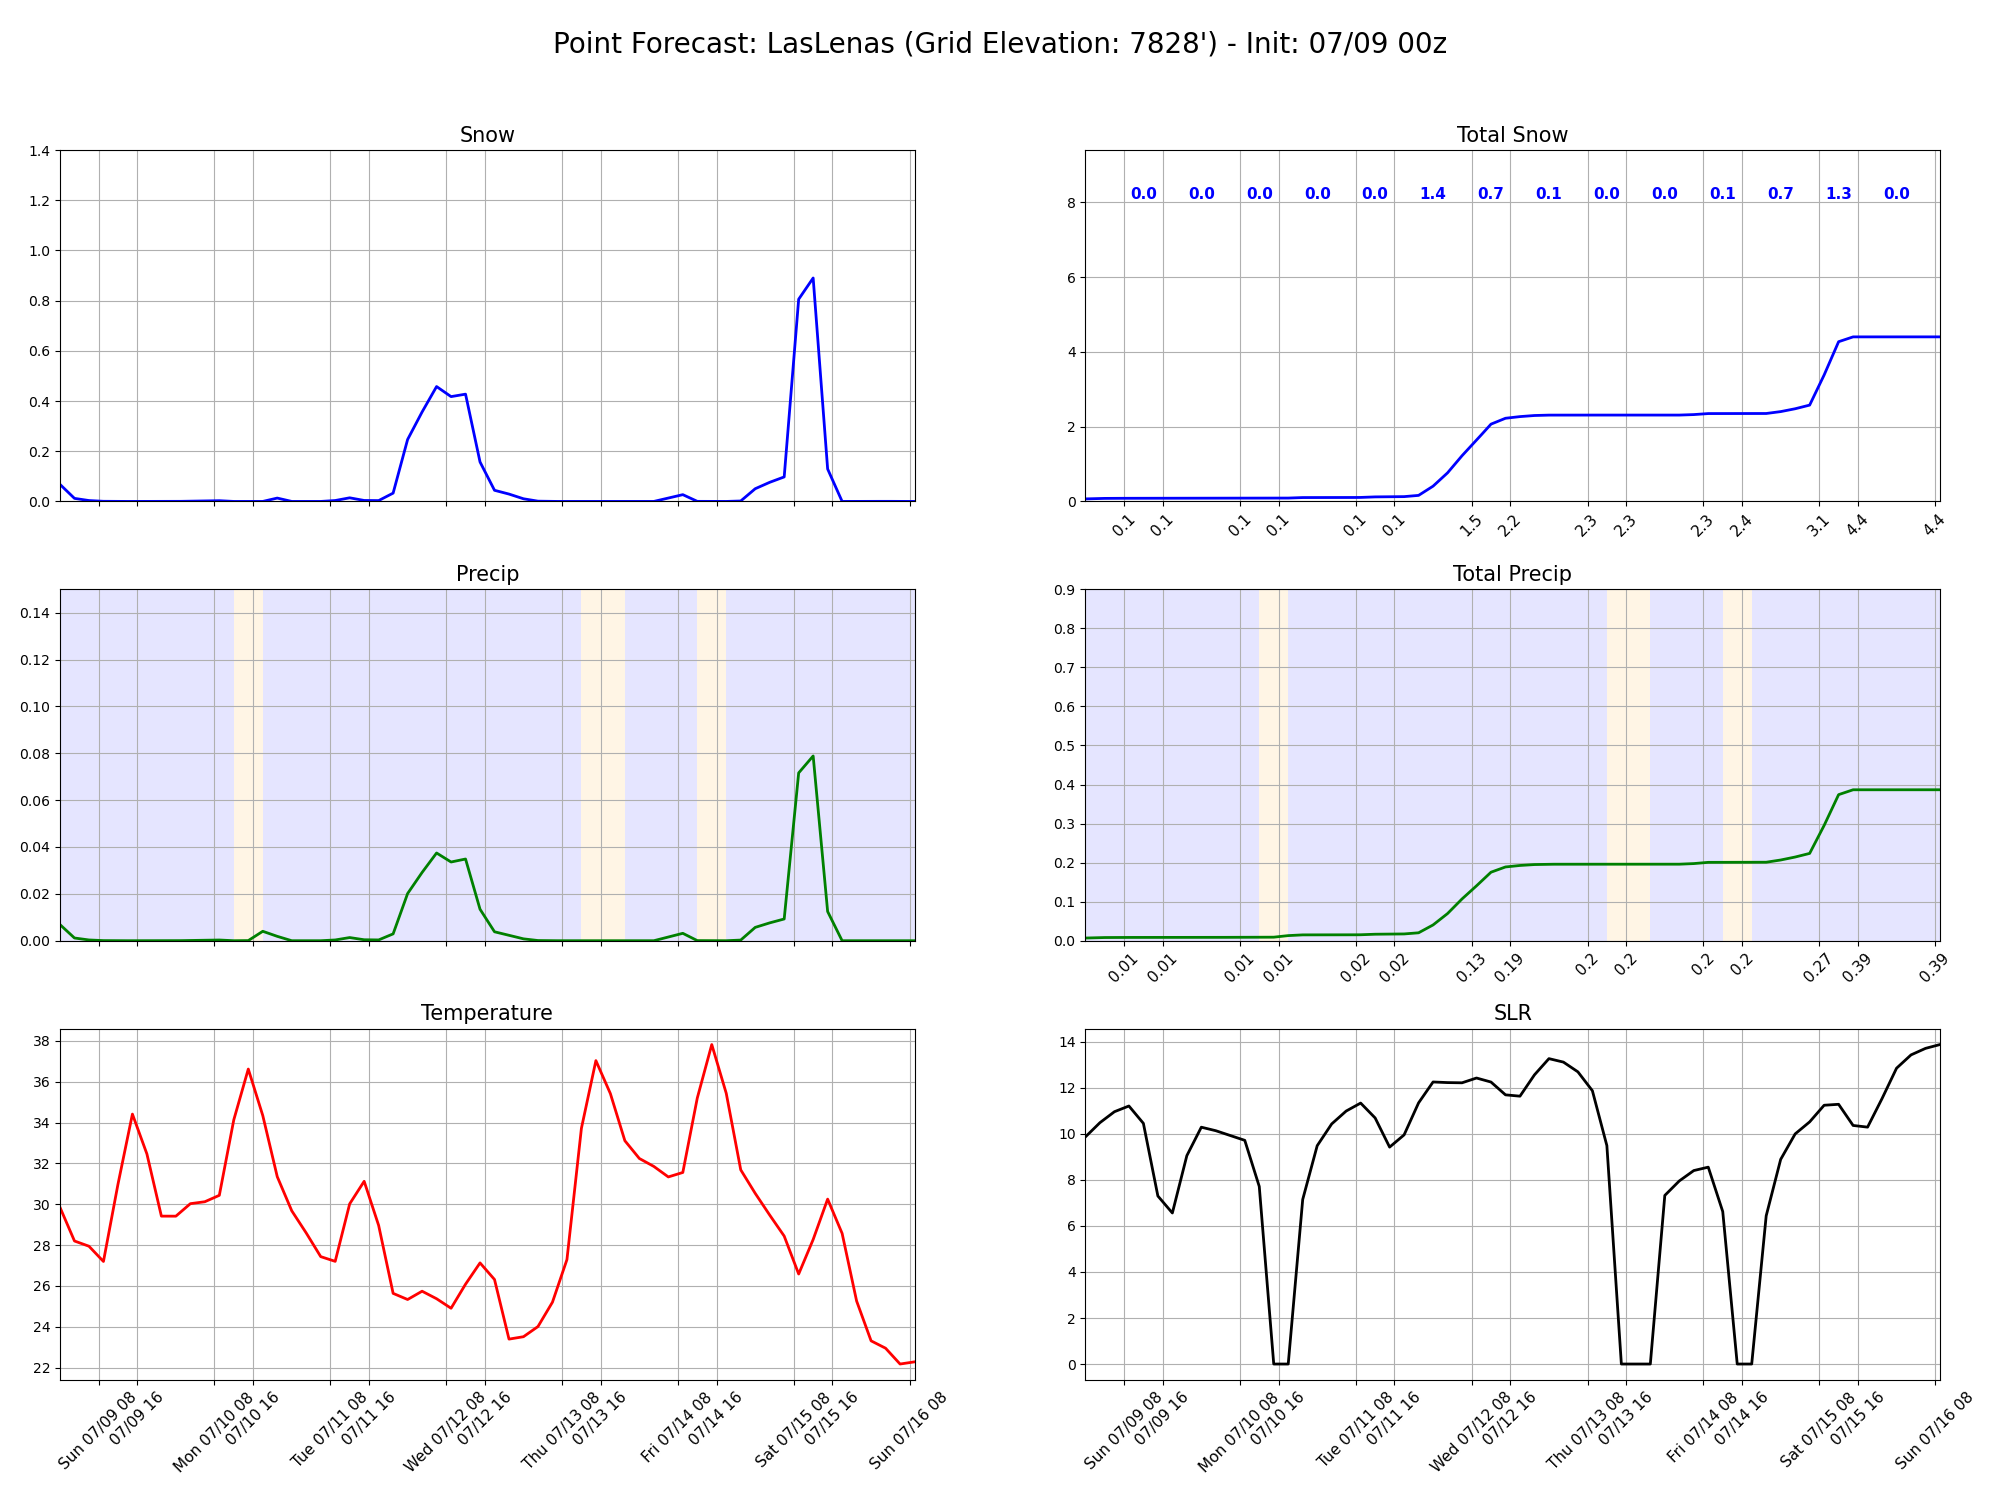 Point Forecast: LasLenas (Grid Elevation: 7828') - Init: 07/09 00z
Snow
1.4
1.2
1.0
0.8
0.6
0.4
0.2
0.0
Total Snow
0.0 0.0 0.0 0.0 0.0 1.4 0.7 0.1 0.0 0.0 0.1 0.7 1.3 0.0
8
6
4
2
0
0.1 0.1 0.1 0.1 0.1 0.1 1.5 2.2 2.3 2.3 2.3 2.4 3.1 4.4 4.4
Precip
0.14
0.12
0.10
0.08
0.06
0.04
0.02
0.00
Total Precip
0.9
0.8
0.7
0.6
0.5
0.4
0.3
0.2
0.1
0.0
0.01 0.01 0.01 0.01 0.02 0.02 0.13 0.19 0.2 0.2 0.2 0.2 0.27 0.39 0.39
Temperature
38
36
34
32
30
28
26
24
22
Sun 07/09 08
07/09 16
Mon 07/10 08
07/10 16
Tue 07/11 08
07/11 16
Wed 07/12 08
07/12 16
Thu 07/13 08
07/13 16
Fri 07/14 08
07/14 16
Sat 07/15 08
07/15 16
Sun 07/16 08
SLR
14
12
10
8
6
4
2
0
Sun 07/09 08
07/09 16
Mon 07/10 08
07/10 16
Tue 07/11 08
07/11 16
Wed 07/12 08
07/12 16
Thu 07/13 08
07/13 16
Fri 07/14 08
07/14 16
Sat 07/15 08
07/15 16
Sun 07/16 08